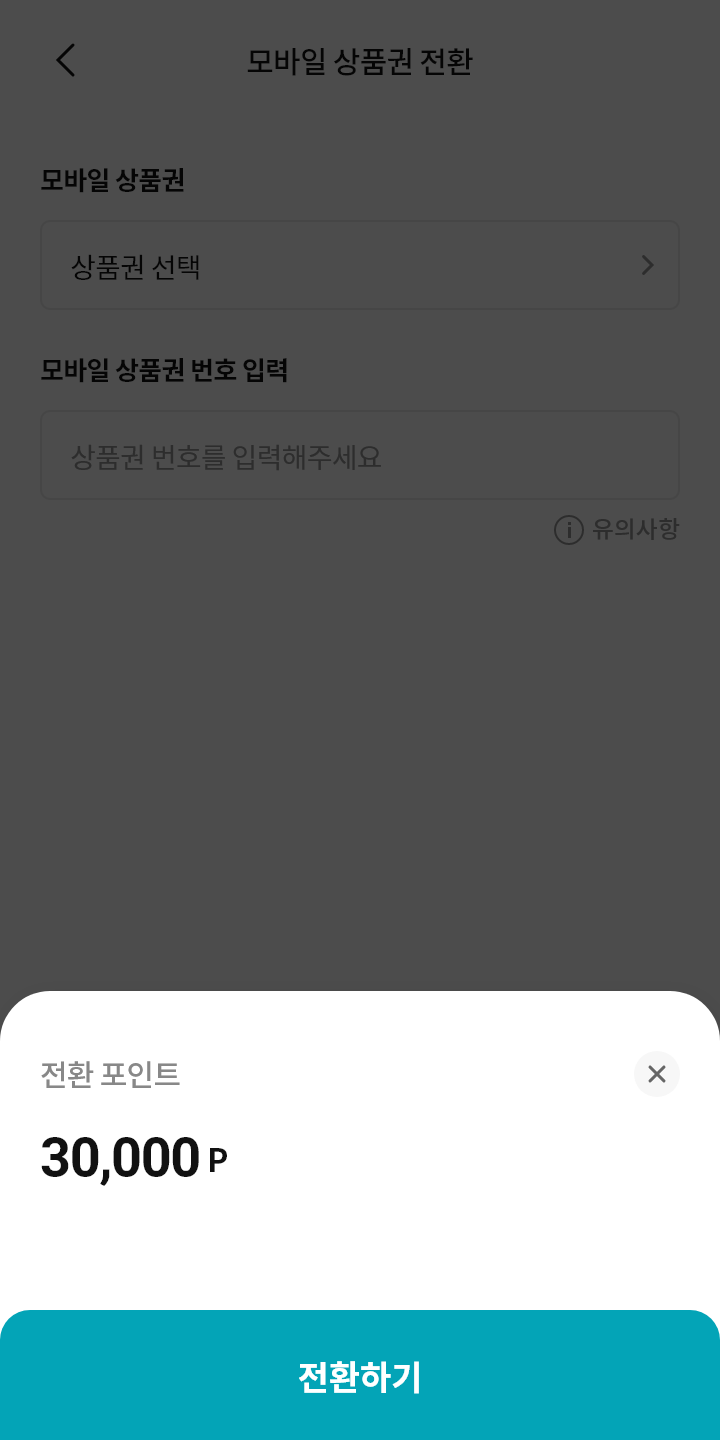 모바일 상품권 전환
모바일 상품권
상품권 선택
모바일 상품권 번호 입력
상품권 번호를 입력해주세요
유의사항
전환 포인트
30,000 P
전환하기